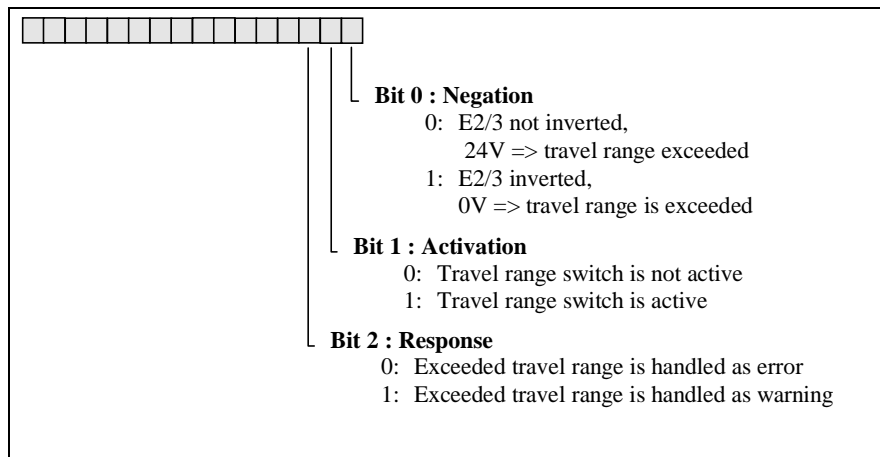 Bit 0 : Negation
0: E2/3 not inverted,
24V => travel range exceeded
1: E2/3 inverted,
0V => travel range is exceeded
Bit 1 : Activation
0: Travel range switch is not active
1: Travel range switch is active
Bit 2 : Response
0: Exceeded travel range is handled as error
1: Exceeded travel range is handled as warning